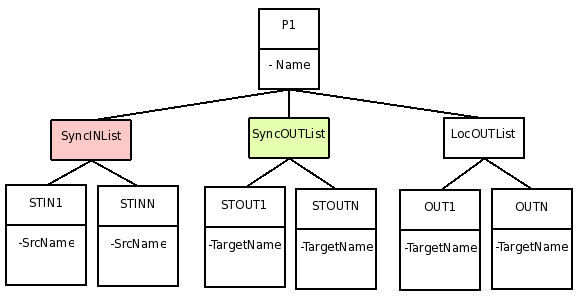 P1
- Name
SyncINList
SyncOUTList
LocOUTList
STIN1
STINN
STOUT1
STOUTN
OUT1
OUTN
-SrcName
-SrcName
-TargetName
-TargetName
-TargetName
-TargetName